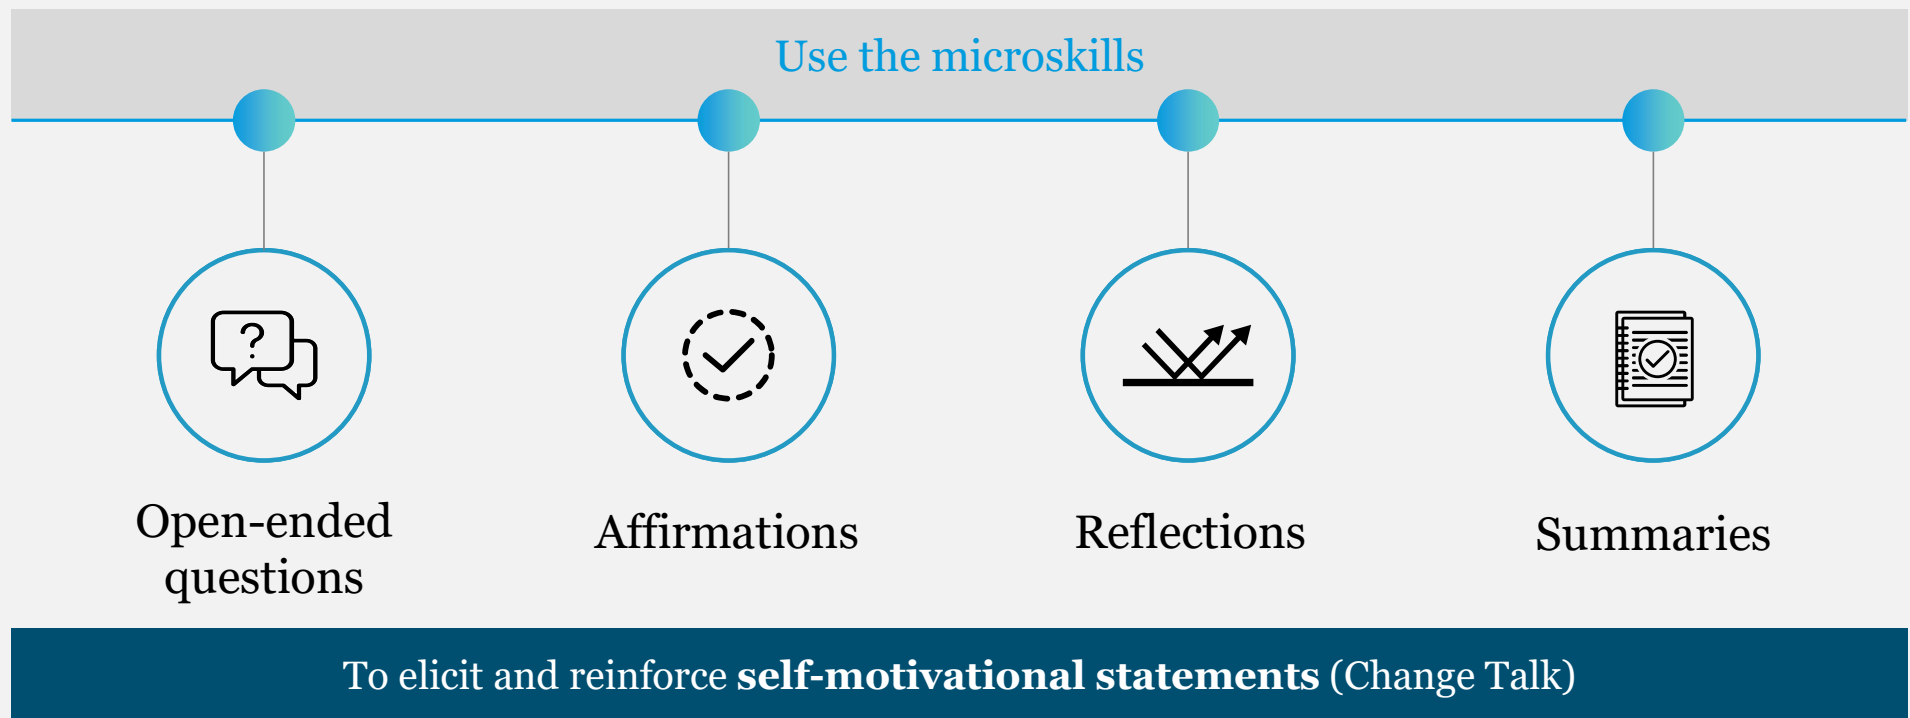 Use the microskills
?
Open-ended
questions
Affirmations
Reflections
Summaries
To elicit and reinforce self-motivational statements (Change Talk)